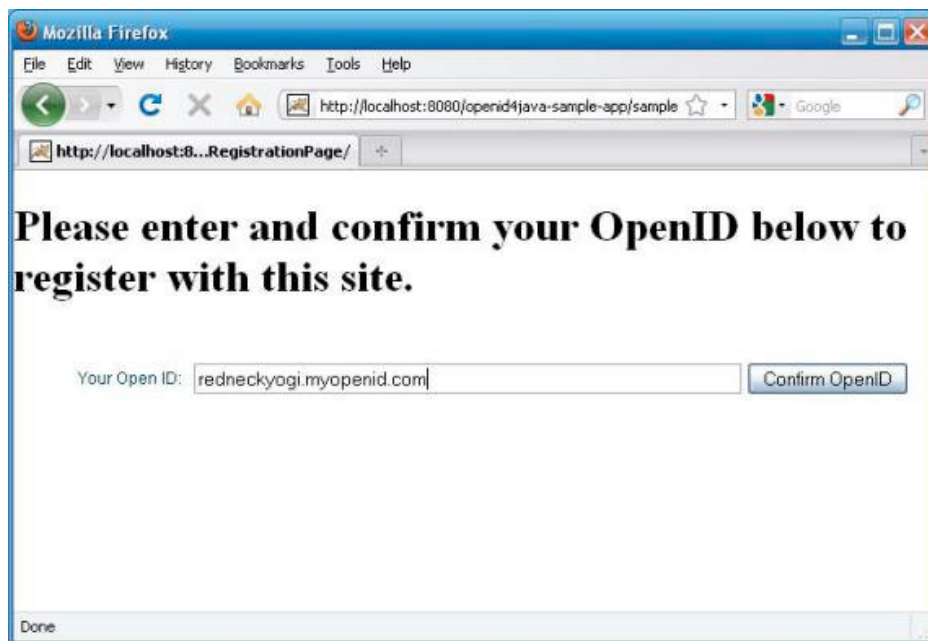 Mozilla Firefox
File Edit View History Bookmarks Tools Help
http://localhost:8080/openid4java-sample-app/sample Google
http://localhost:8...RegistrationPage/
Please enter and confirm your OpenID below to
register with this site.
Your Open ID: redneckyogi.myopenid.com Confirm OpenID
Done